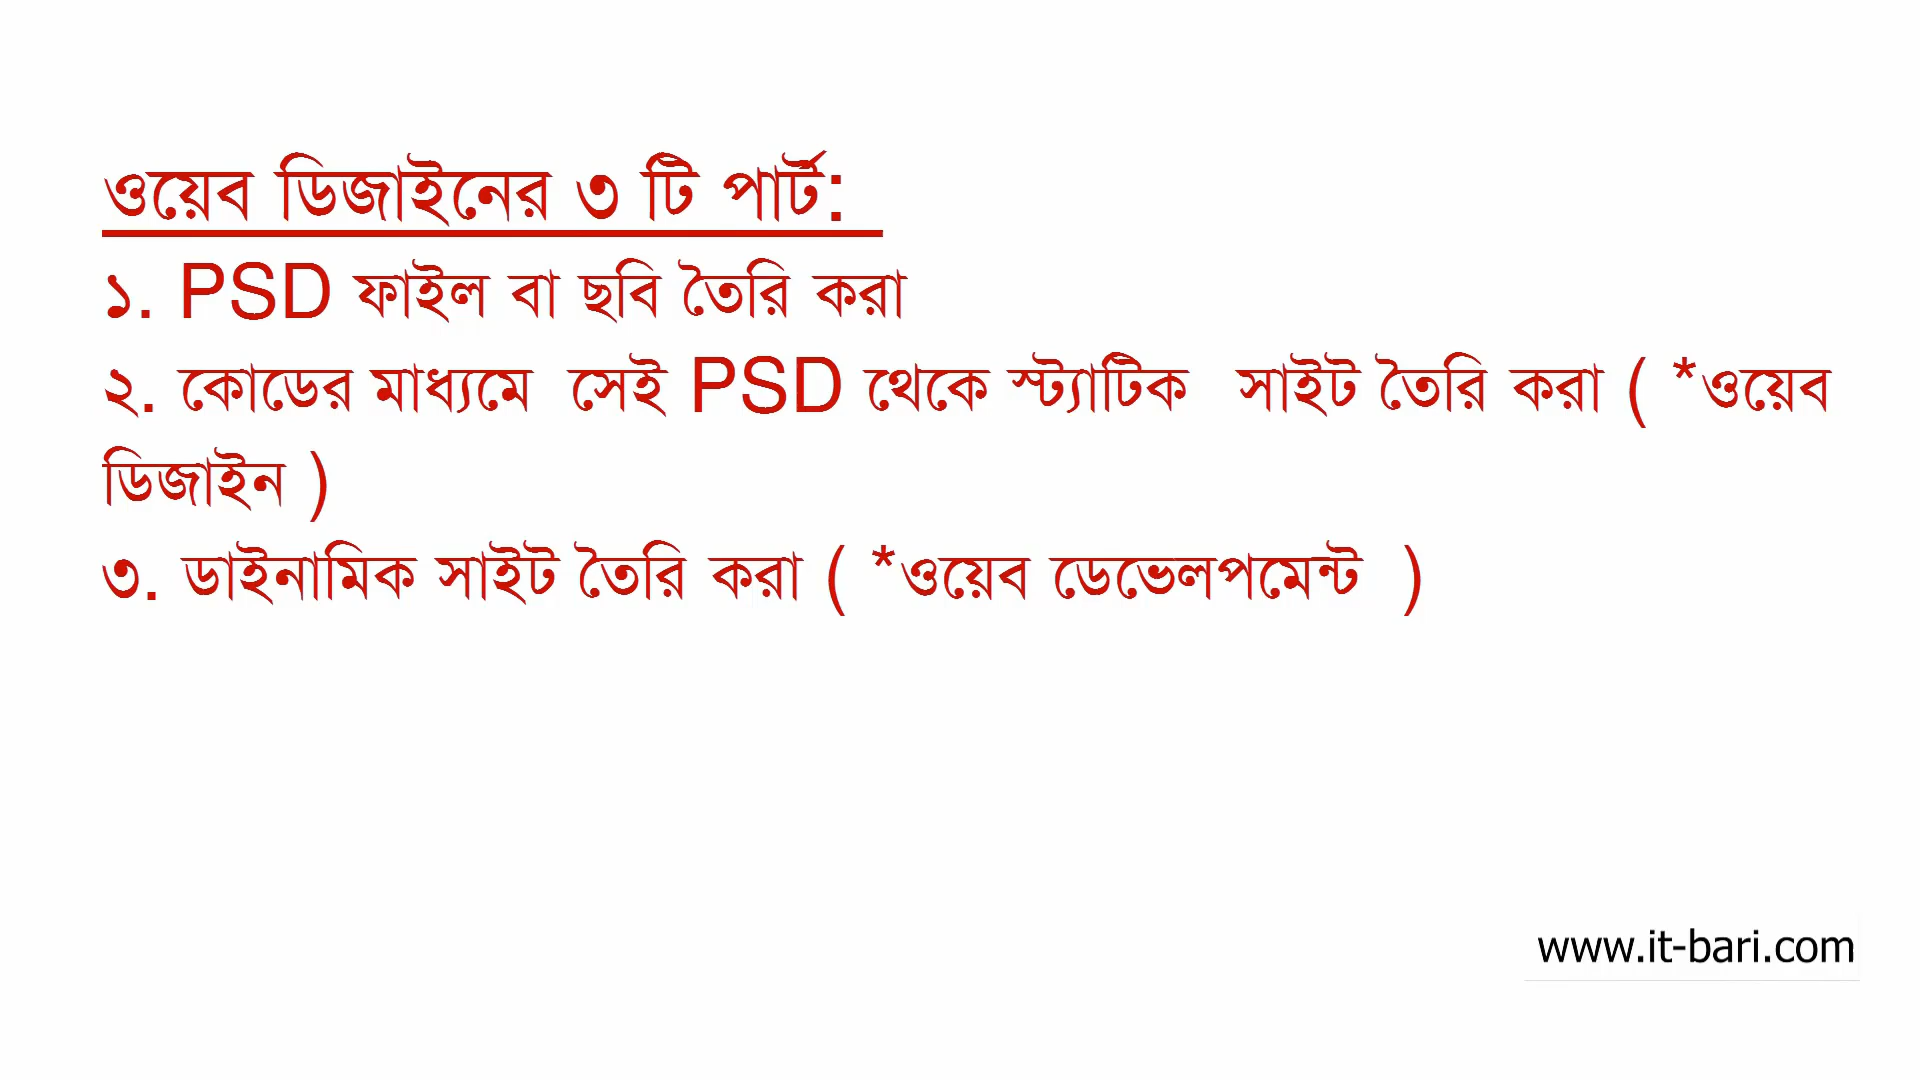 ওয়েব ডিজাইনের ৩ টি পার্ট:
১. PSD ফাইল বা ছবি তৈরি করা
২. কোডের মাধ্যমে সেই PSD থেকে স্ট্যাটিক সাইট তৈরি করা ( *ওয়েব
ডিজাইন )
৩. ডাইনামিক সাইট তৈরি করা ( *ওয়েব ডেভেলপমেন্ট )
www.it-bari.com